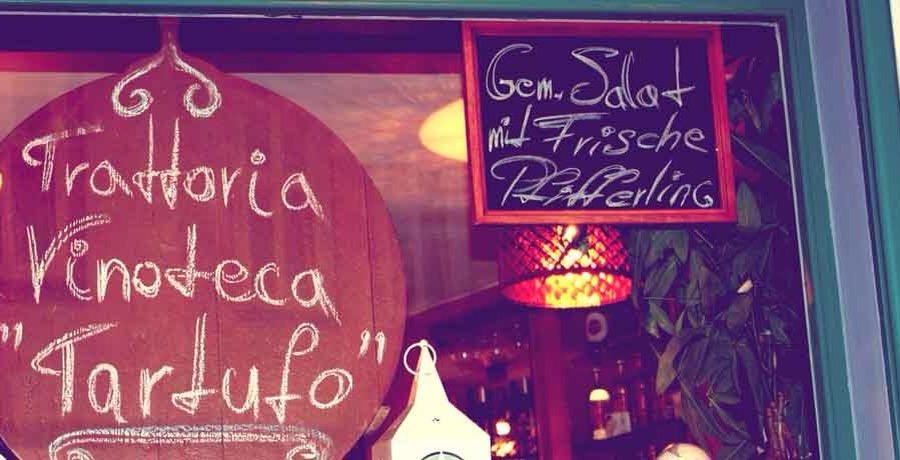 Trattoria
Vinoteca
"Tartufo"
Gem. Salat
mit Frische
Pfifferling